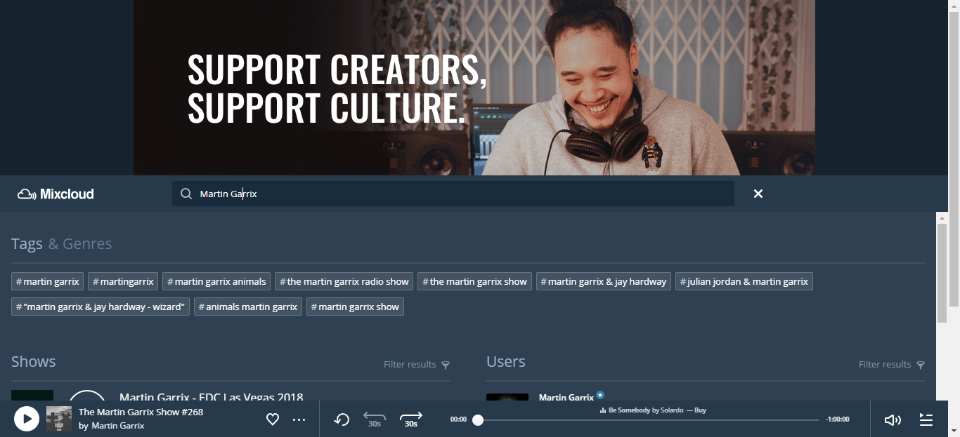 SUPPORT CREATORS,
SUPPORT CULTURE.
Mixcloud
Martin Garrix
Tags & Genres
#martin garrix #martingarrix #martin garrix animals #the martin garrix radio show #the martin garrix show #martin garrix & jay hardway #julian jordan & martin garrix
#"martin garrix & jay hardway - wizard" #animals martin garrix #martin garrix show
Shows Filter results Users Filter results
Martin Garrix - EDC Las Vegas 2018 Martin Garrix
The Martin Garrix Show #268
by Martin Garrix
30s 30s
00:00
Be Somebody by Solardo — Buy
-1:00:00